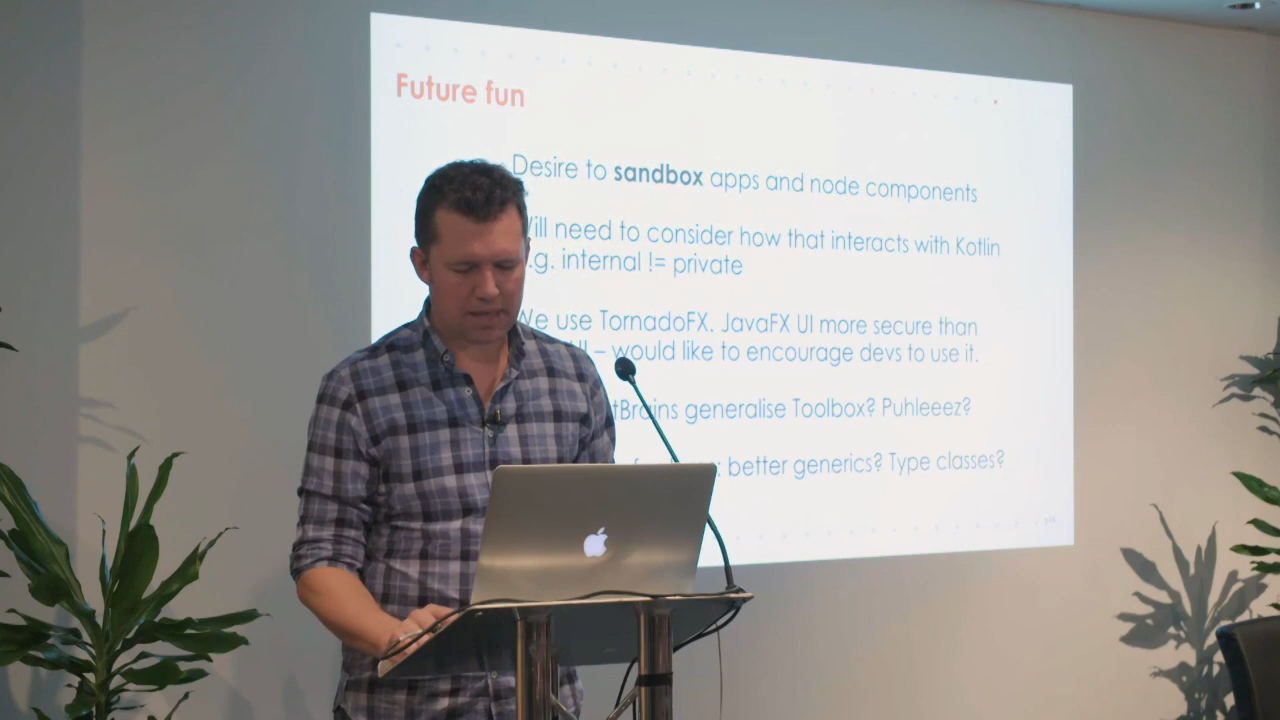 Future fun
Desire to sandbox apps and node components
need to consider how that interacts with Kotlin
internal != private
We use TornadoFX. JavaFX UI more secure than
– would like to encourage devs to use it.
generalise Toolbox? Puhleeez?
better generics? Type classes?